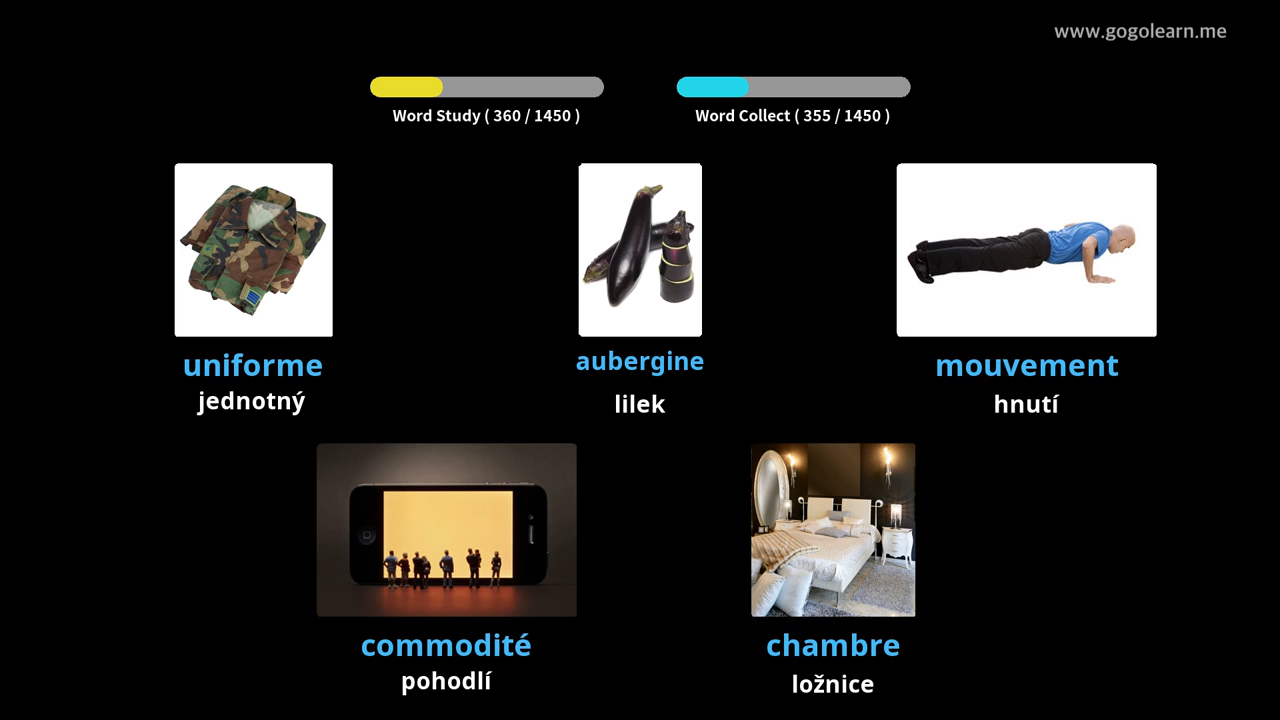 www.gogolearn.me
Word Study ( 360 / 1450 )
Word Collect ( 355 / 1450 )
uniforme
jednotný
aubergine
lilek
mouvement
hnutí
commodité
pohodlí
chambre
ložnice